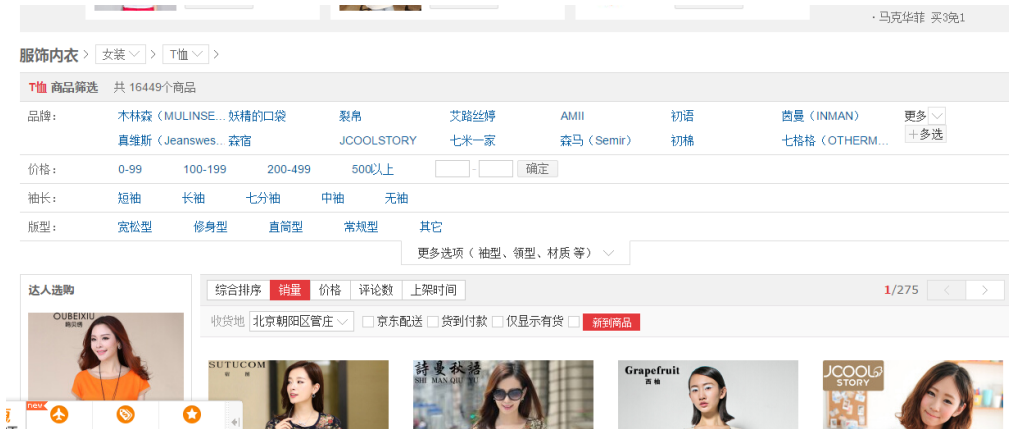 · 马克华菲 买3免1
服饰内衣 > 女装 > T恤 >
T恤 商品筛选 共 16449个商品
品牌: 木林森（MULINSE... 妖精的口袋 裂帛 艾路丝婷 AMII 初语 茵曼（INMAN） 更多
真维斯（Jeanswes... 森宿 JCOOLSTORY 七米一家 森马（Semir） 初棉 七格格（OTHERM... +多选
价格: 0-99 100-199 200-499 500以上 - 确定
袖长: 短袖 长袖 七分袖 中袖 无袖
版型: 宽松型 修身型 直筒型 常规型 其它
更多选项（ 袖型、领型、材质 等）
达人选购
综合排序 销量 价格 评论数 上架时间 1/275 < >
收货地 北京朝阳区管庄 京东配送 货到付款 仅显示有货 新到商品
OUBEIXIU
SUTUCOM
詩曼秋語
SHI MAN QIU YU
Grapefruit
西柚
JCOOL
STORY
new